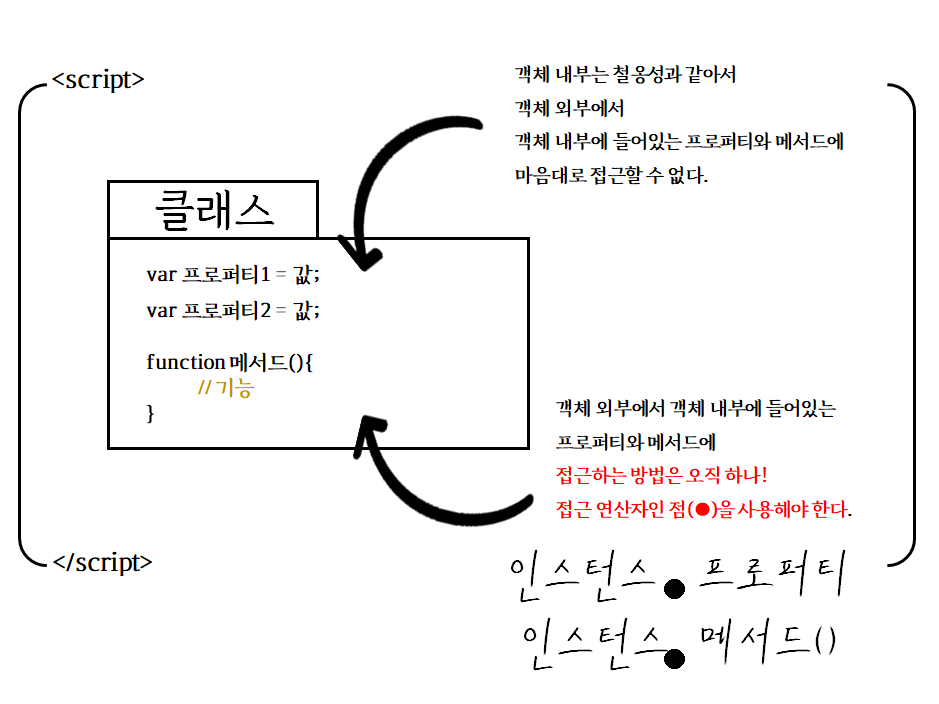 <script>
객체 내부는 철옹성과 같아서
객체 외부에서
객체 내부에 들어있는 프로퍼티와 메서드에
마음대로 접근할 수 없다.
클래스
var 프로퍼티1 = 값;
var 프로퍼티2 = 값;
function 메서드(){
// 기능
}
객체 외부에서 객체 내부에 들어있는
프로퍼티와 메서드에
접근하는 방법은 오직 하나!
접근 연산자인 점(●)을 사용해야 한다.
</script>
인스턴스●프로퍼티
인스턴스●메서드()